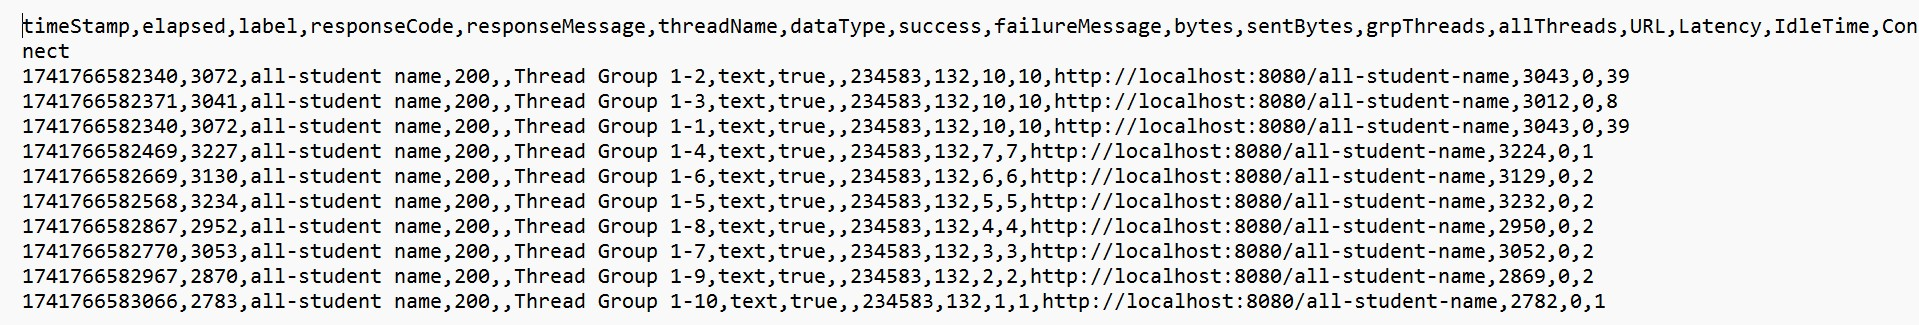 timeStamp,elapsed,label,responseCode,responseMessage,threadName,dataType,success,failureMessage,bytes,sentBytes,grpThreads,allThreads,URL,Latency,IdleTime,Con
nect
1741766582340,3072,all-student name,200,,Thread Group 1-2,text,true,,234583,132,10,10,http://localhost:8080/all-student-name,3043,0,39
1741766582371,3041,all-student name,200,,Thread Group 1-3,text,true,,234583,132,10,10,http://localhost:8080/all-student-name,3012,0,8
1741766582340,3072,all-student name,200,,Thread Group 1-1,text,true,,234583,132,10,10,http://localhost:8080/all-student-name,3043,0,39
1741766582469,3227,all-student name,200,,Thread Group 1-4,text,true,,234583,132,7,7,http://localhost:8080/all-student-name,3224,0,1
1741766582669,3130,all-student name,200,,Thread Group 1-6,text,true,,234583,132,6,6,http://localhost:8080/all-student-name,3129,0,2
1741766582568,3234,all-student name,200,,Thread Group 1-5,text,true,,234583,132,5,5,http://localhost:8080/all-student-name,3232,0,2
1741766582867,2952,all-student name,200,,Thread Group 1-8,text,true,,234583,132,4,4,http://localhost:8080/all-student-name,2950,0,2
1741766582770,3053,all-student name,200,,Thread Group 1-7,text,true,,234583,132,3,3,http://localhost:8080/all-student-name,3052,0,2
1741766582967,2870,all-student name,200,,Thread Group 1-9,text,true,,234583,132,2,2,http://localhost:8080/all-student-name,2869,0,2
1741766583066,2783,all-student name,200,,Thread Group 1-10,text,true,,234583,132,1,1,http://localhost:8080/all-student-name,2782,0,1